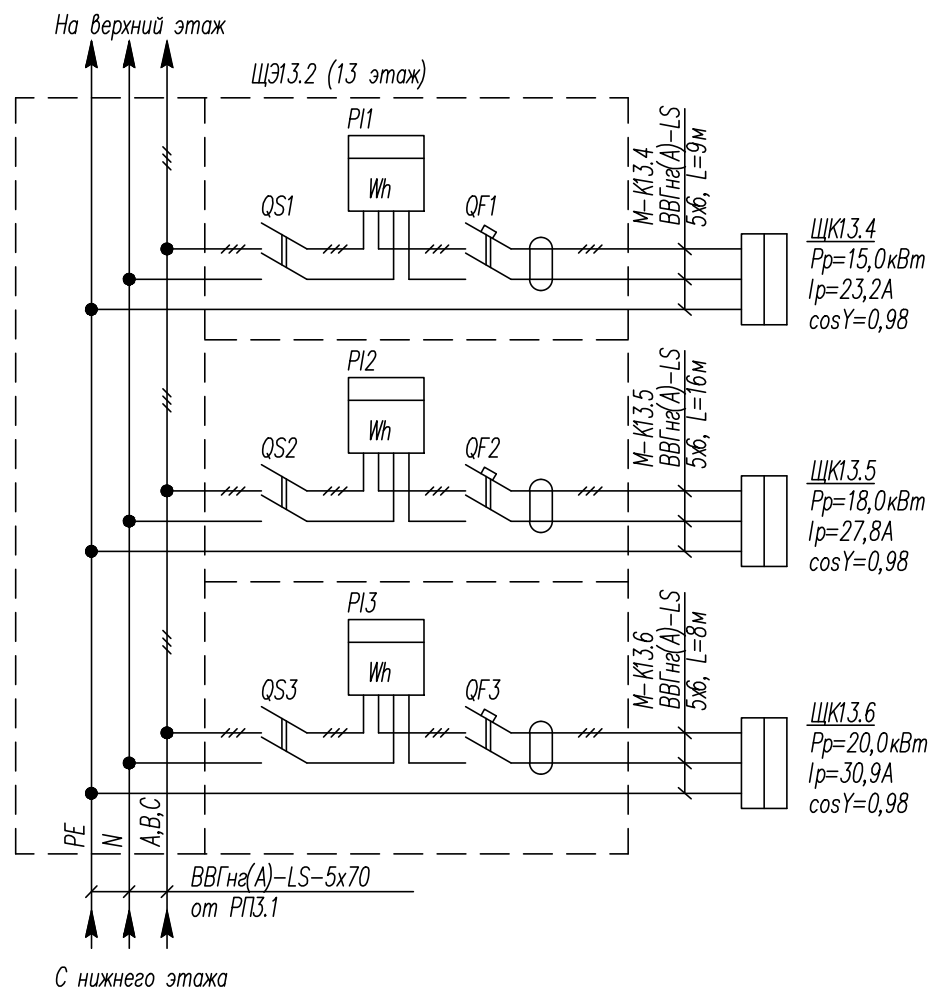 На верхний этаж
ЩЭ13.2 (13 этаж)
PI1
Wh
QS1
QF1
М-К13.4
ВВГнг(А)-LS
5х6, L=9м
ЩК13.4
Рр=15,0кВт
Iр=23,2А
cosY=0,98
PI2
Wh
QS2
QF2
М-К13.5
ВВГнг(А)-LS
5х6, L=16м
ЩК13.5
Рр=18,0кВт
Iр=27,8А
cosY=0,98
PI3
Wh
QS3
QF3
М-К13.6
ВВГнг(А)-LS
5х6, L=8м
ЩК13.6
Рр=20,0кВт
Iр=30,9А
cosY=0,98
PE
N
A,B,C
ВВГнг(А)-LS-5х70
от РП3.1
С нижнего этажа